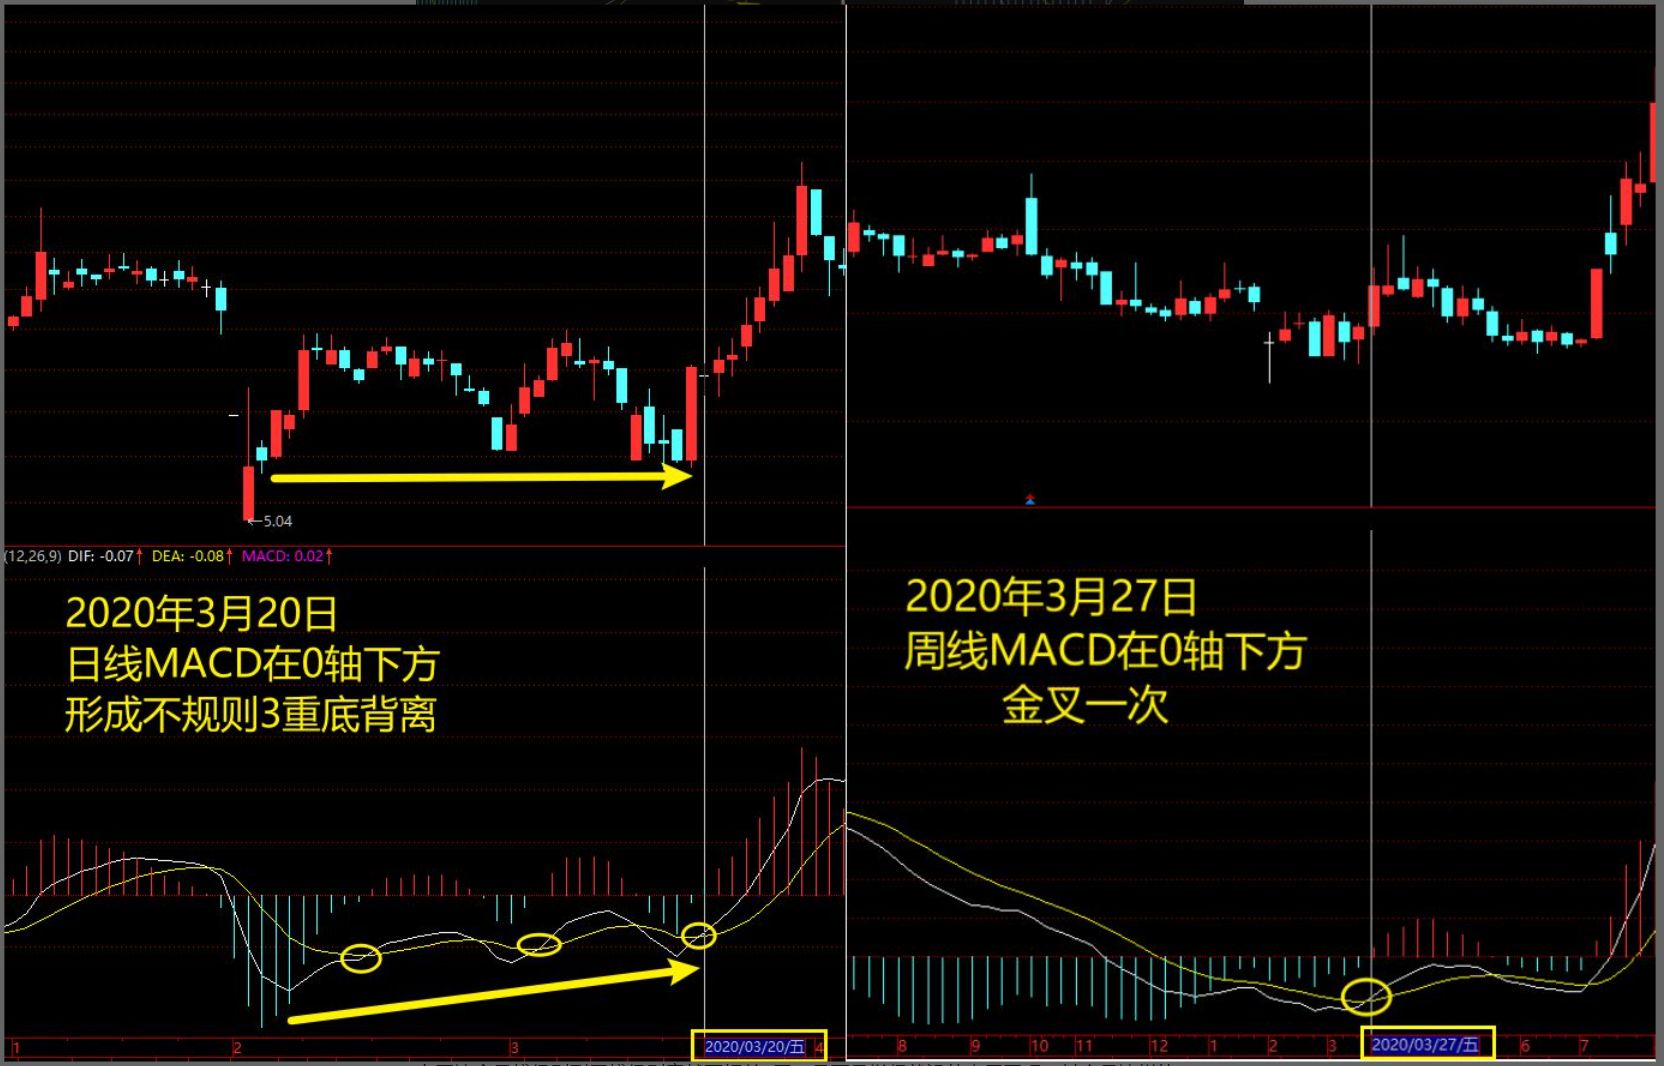 5.04
(12,26,9) DIF: -0.07↑ DEA: -0.08↑ MACD: 0.02↑
2020年3月20日
日线MACD在0轴下方
形成不规则3重底背离
1 2 3 2020/03/20/五 4
2020年3月27日
周线MACD在0轴下方
金叉一次
8 9 10 11 12 1 2 3 2020/03/27/五 6 7